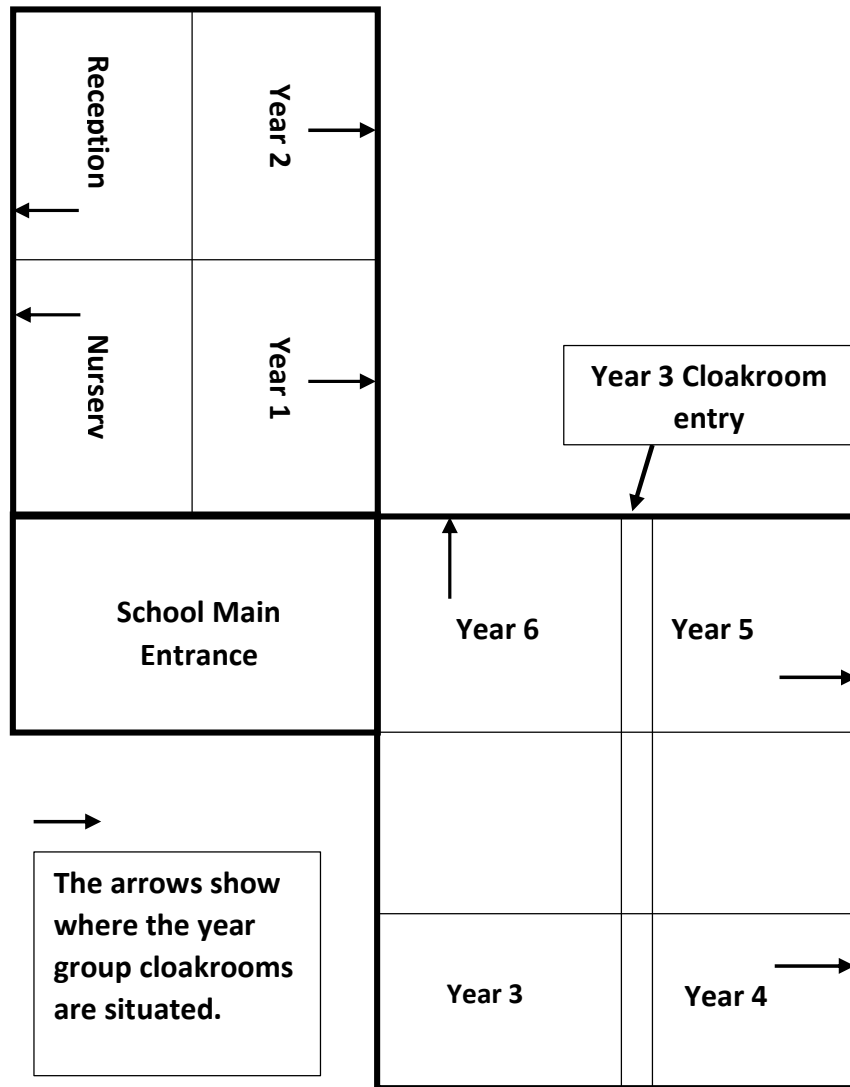 Reception
Year 2
Nurserv
Year 1
Year 3 Cloakroom
entry
School Main
Entrance
Year 6
Year 5
The arrows show
where the year
group cloakrooms
are situated.
Year 3
Year 4